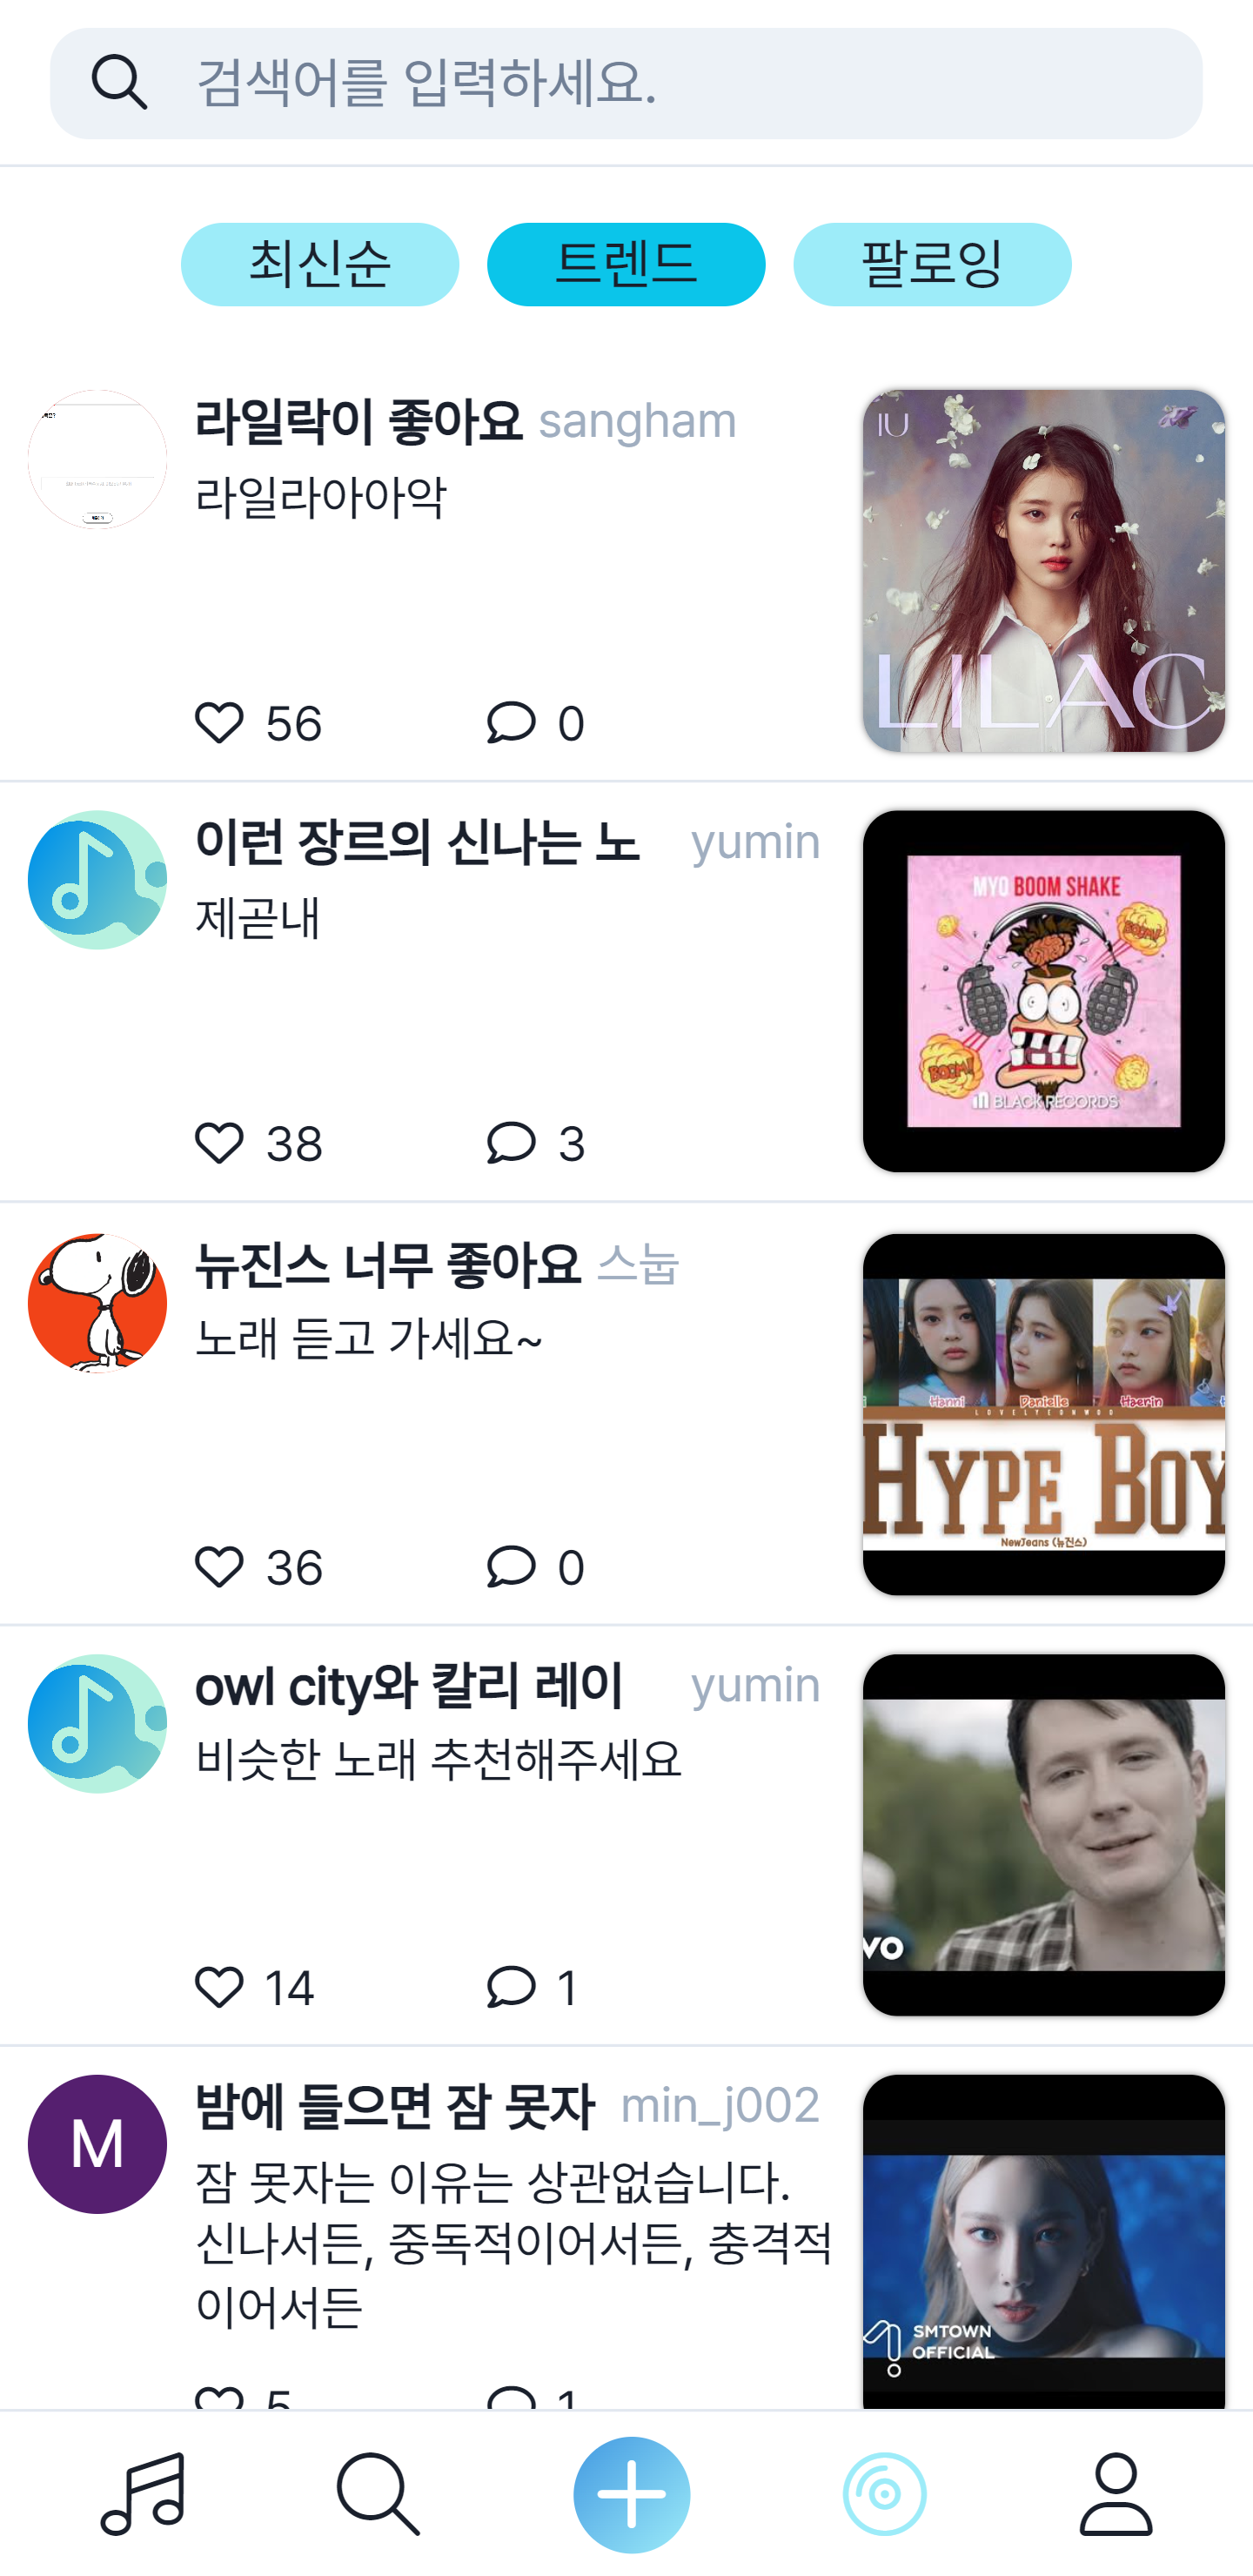 검색어를 입력하세요.
최신순 트렌드 팔로잉
라일락이 좋아요 sangham
라일라아아악
56 0
IU
LILAC
이런 장르의 신나는 노 yumin
제곧내
38 3
MYO BOOM SHAKE
BOOM!
BOOM!
BLACK RECORDS
뉴진스 너무 좋아요 스눕
노래 듣고 가세요~
36 0
Hanni Danielle Haerin
LOVELYEONWOO
HYPE BOY
NewJeans (뉴진스)
owl city와 칼리 레이 yumin
비슷한 노래 추천해주세요
14 1
vo
M
밤에 들으면 잠 못자 min_j002
잠 못자는 이유는 상관없습니다.
신나서든, 중독적이어서든, 충격적
이어서든
5 1
SMTOWN
OFFICIAL